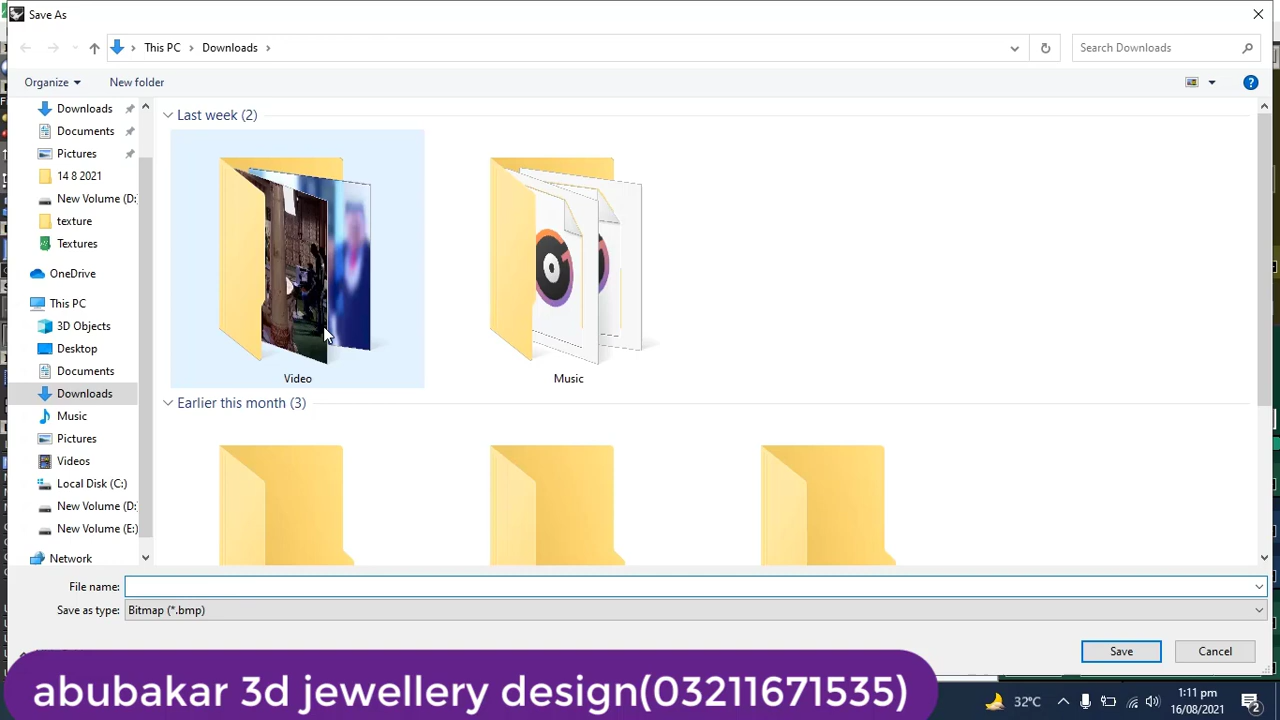 Save As
This PC
Downloads
Search Downloads
Organize
New folder
Downloads
Documents
Pictures
14 8 2021
New Volume (D:
texture
Textures
OneDrive
This PC
3D Objects
Desktop
Documents
Downloads
Music
Pictures
Videos
Local Disk (C:)
New Volume (D:
New Volume (E:)
Network
Last week (2)
Video
Music
Earlier this month (3)
File name:
Save as type:
Bitmap (*.bmp)
Save
Cancel
abubakar 3d jewellery design(03211671535)
32°C
1:11 pm
16/08/2021
2